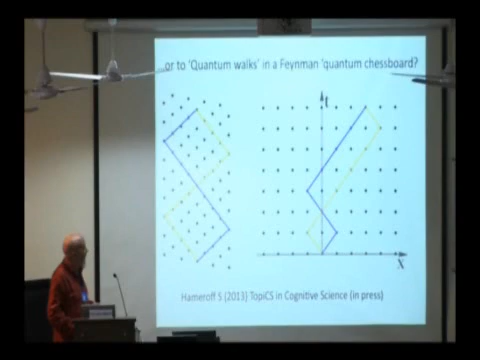 ...or to 'Quantum walks' in a Feynman 'quantum chessboard?
t
X
Hameroff S (2013) TopiCS in Cognitive Science (in press)